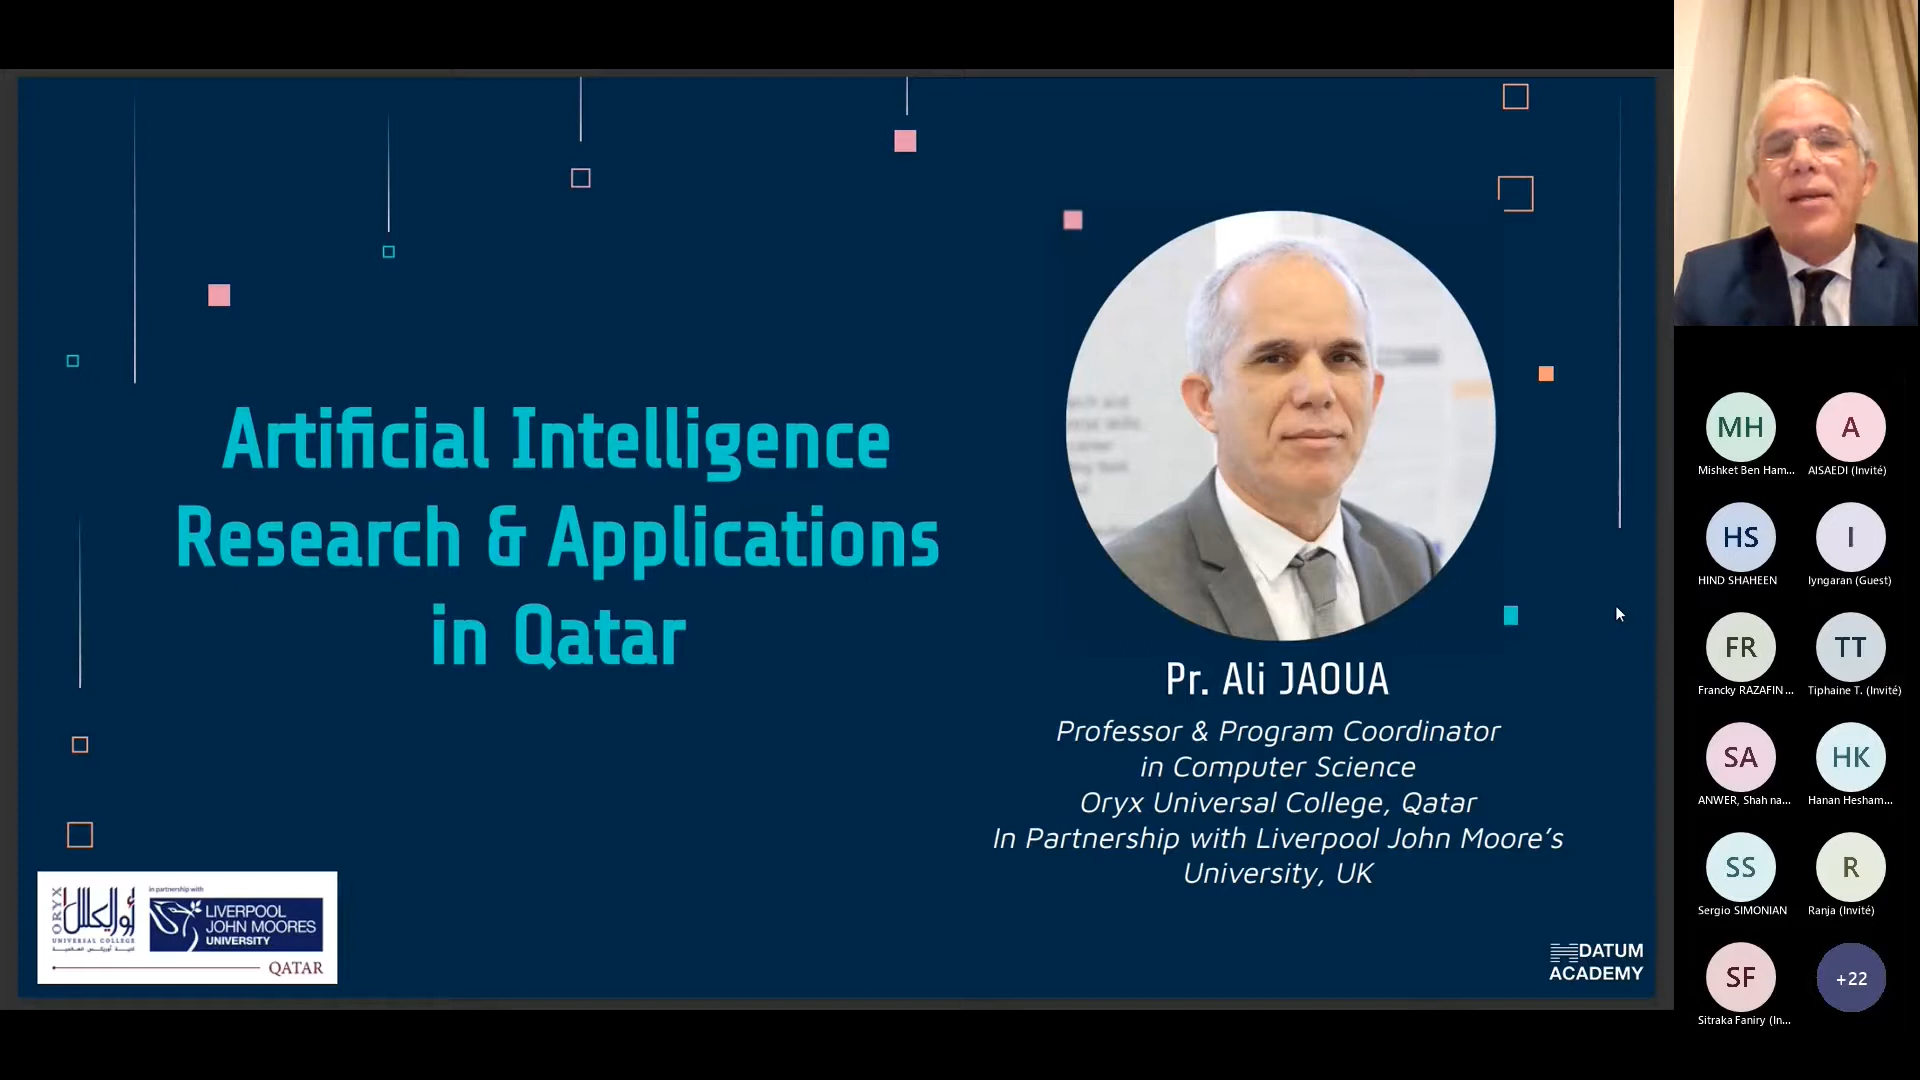 Artificial Intelligence
Research & Applications
in Qatar
Pr. Ali JAOUA
Professor & Program Coordinator
in Computer Science
Oryx Universal College, Qatar
In Partnership with Liverpool John Moore’s
University, UK
ORYX
أوريكس
UNIVERSAL COLLEGE
in partnership with
LIVERPOOL
JOHN MOORES
UNIVERSITY
QATAR
DATUM
ACADEMY
MH
Mishket Ben Ham...
A
AISAEDI (Invité)
HS
HIND SHAHEEN
I
Iyngaran (Guest)
FR
Francky RAZAFIN...
TT
Tiphaine T. (Invité)
SA
ANWER, Shah na...
HK
Hanan Hesham...
SS
Sergio SIMONIAN
R
Ranja (Invité)
SF
Sitraka Faniry (In...
+22